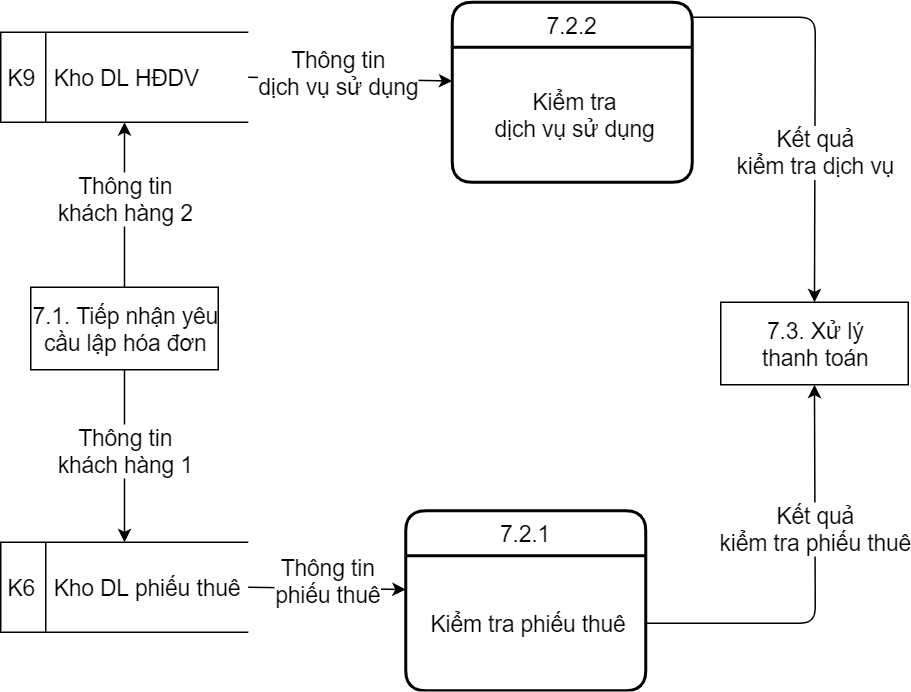 7.2.2
Kiểm tra
dịch vụ sử dụng
K9
Kho DL HĐDV
Thông tin
dịch vụ sử dụng
Kết quả
kiểm tra dịch vụ
Thông tin
khách hàng 2
7.1. Tiếp nhận yêu
cầu lập hóa đơn
7.3. Xử lý
thanh toán
Thông tin
khách hàng 1
K6
Kho DL phiếu thuê
Thông tin
phiếu thuê
7.2.1
Kiểm tra phiếu thuê
Kết quả
kiểm tra phiếu thuê